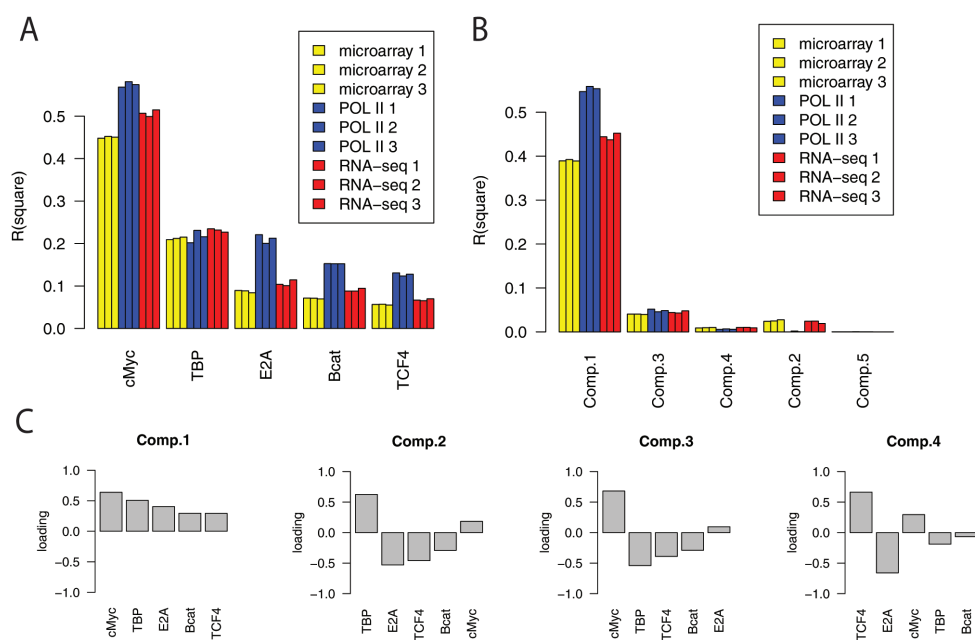 A
microarray 1
microarray 2
microarray 3
POL II 1
POL II 2
POL II 3
RNA−seq 1
RNA−seq 2
RNA−seq 3
R(square)
0.5
0.4
0.3
0.2
0.1
0.0
cMyc
TBP
E2A
Bcat
TCF4
B
microarray 1
microarray 2
microarray 3
POL II 1
POL II 2
POL II 3
RNA−seq 1
RNA−seq 2
RNA−seq 3
R(square)
0.5
0.4
0.3
0.2
0.1
0.0
Comp.1
Comp.3
Comp.4
Comp.2
Comp.5
C
Comp.1
loading
1.0
0.5
0.0
−0.5
−1.0
cMyc
TBP
E2A
Bcat
TCF4
Comp.2
loading
1.0
0.5
0.0
−0.5
−1.0
TBP
E2A
TCF4
Bcat
cMyc
Comp.3
loading
1.0
0.5
0.0
−0.5
−1.0
cMyc
TBP
TCF4
Bcat
E2A
Comp.4
loading
1.0
0.5
0.0
−0.5
−1.0
TCF4
E2A
cMyc
TBP
Bcat